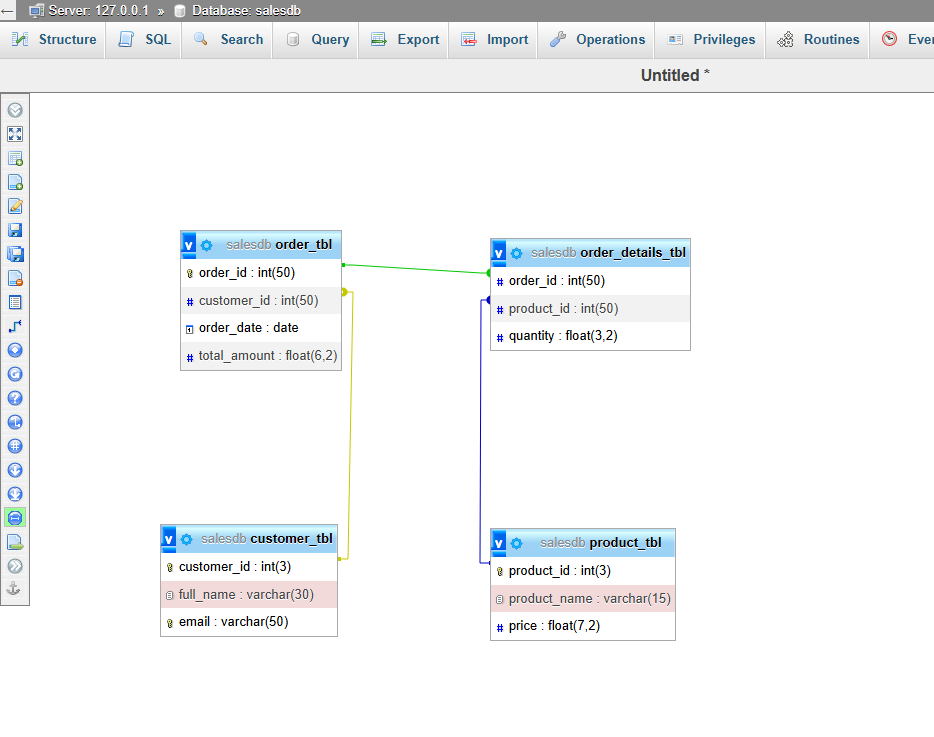 ← Server: 127.0.0.1 » Database: salesdb
Structure SQL Search Query Export Import Operations Privileges Routines
Untitled *
v salesdb order_tbl
order_id : int(50)
# customer_id : int(50)
order_date : date
# total_amount : float(6,2)
v salesdb order_details_tbl
# order_id : int(50)
# product_id : int(50)
# quantity : float(3,2)
v salesdb customer_tbl
customer_id : int(3)
full_name : varchar(30)
email : varchar(50)
v salesdb product_tbl
product_id : int(3)
product_name : varchar(15)
# price : float(7,2)